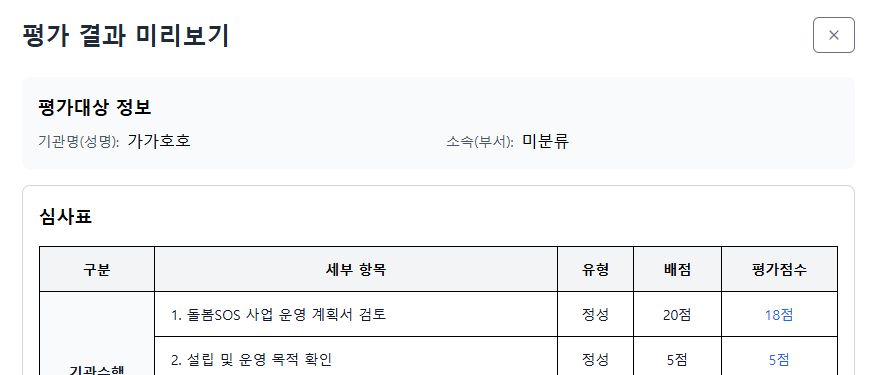 평가 결과 미리보기
×
평가대상 정보
기관명(성명): 가가호호 소속(부서): 미분류
심사표
구분 세부 항목 유형 배점 평가점수
1. 돌봄SOS 사업 운영 계획서 검토 정성 20점 18점
2. 설립 및 운영 목적 확인 정성 5점 5점
기관수행